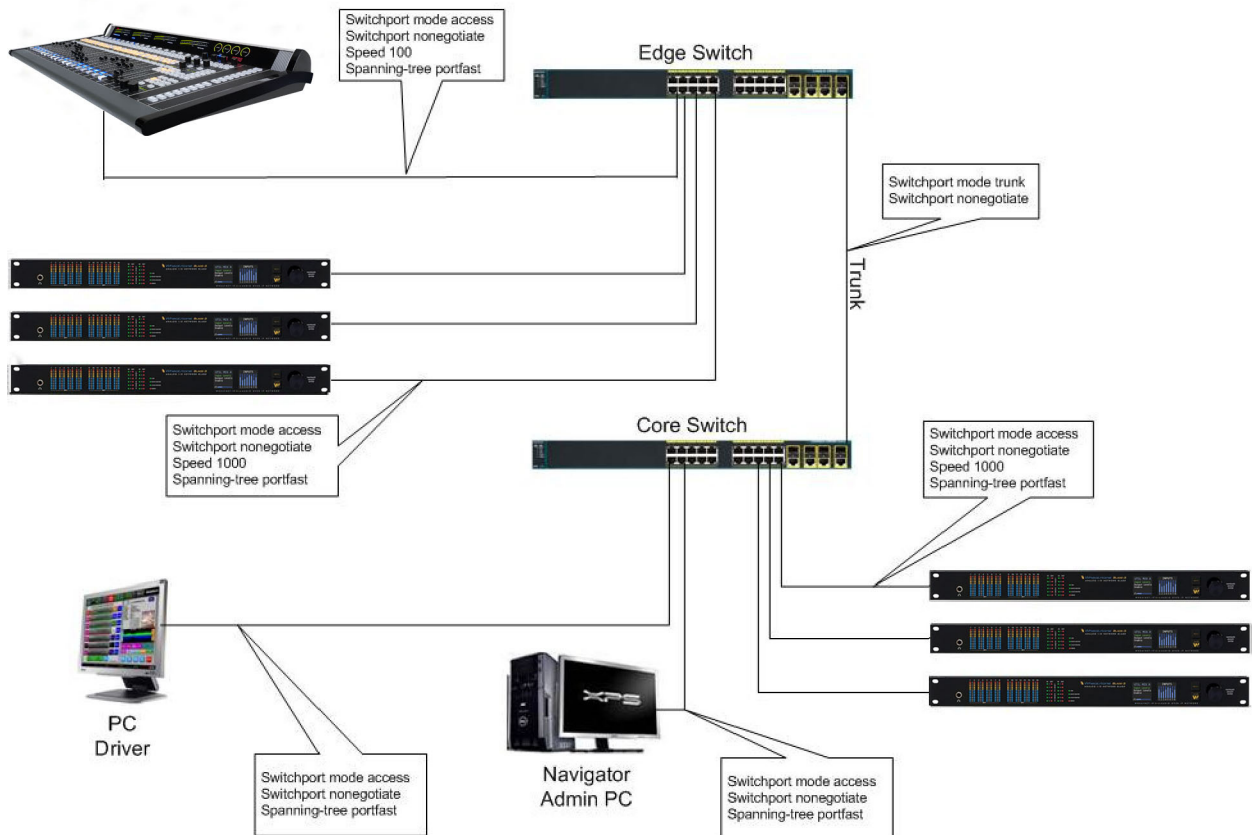 Switchport mode access
Switchport nonegotiate
Speed 100
Spanning-tree portfast
Edge Switch
Switchport mode trunk
Switchport nonegotiate
Trunk
Switchport mode access
Switchport nonegotiate
Speed 1000
Spanning-tree portfast
Core Switch
Switchport mode access
Switchport nonegotiate
Speed 1000
Spanning-tree portfast
PC
Driver
XPS
Navigator
Admin PC
Switchport mode access
Switchport nonegotiate
Spanning-tree portfast
Switchport mode access
Switchport nonegotiate
Spanning-tree portfast